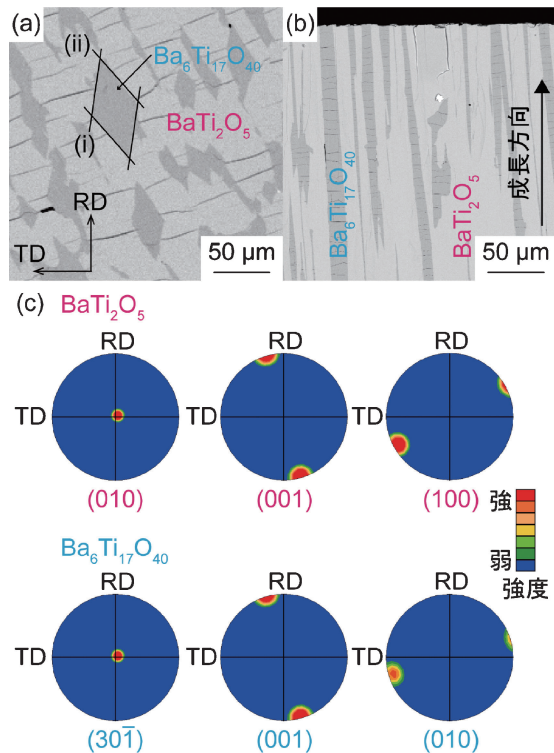 (a)
(ii)
Ba₆Ti₁₇O₄₀
BaTi₂O₅
(i)
RD
TD
50 µm
(b)
Ba₆Ti₁₇O₄₀
BaTi₂O₅
成長方向
50 µm
(c) BaTi₂O₅
RD RD RD
TD TD TD
(010) (001) (100)
強
弱
強度
Ba₆Ti₁₇O₄₀
RD RD RD
TD TD TD
(301̅) (001) (010)